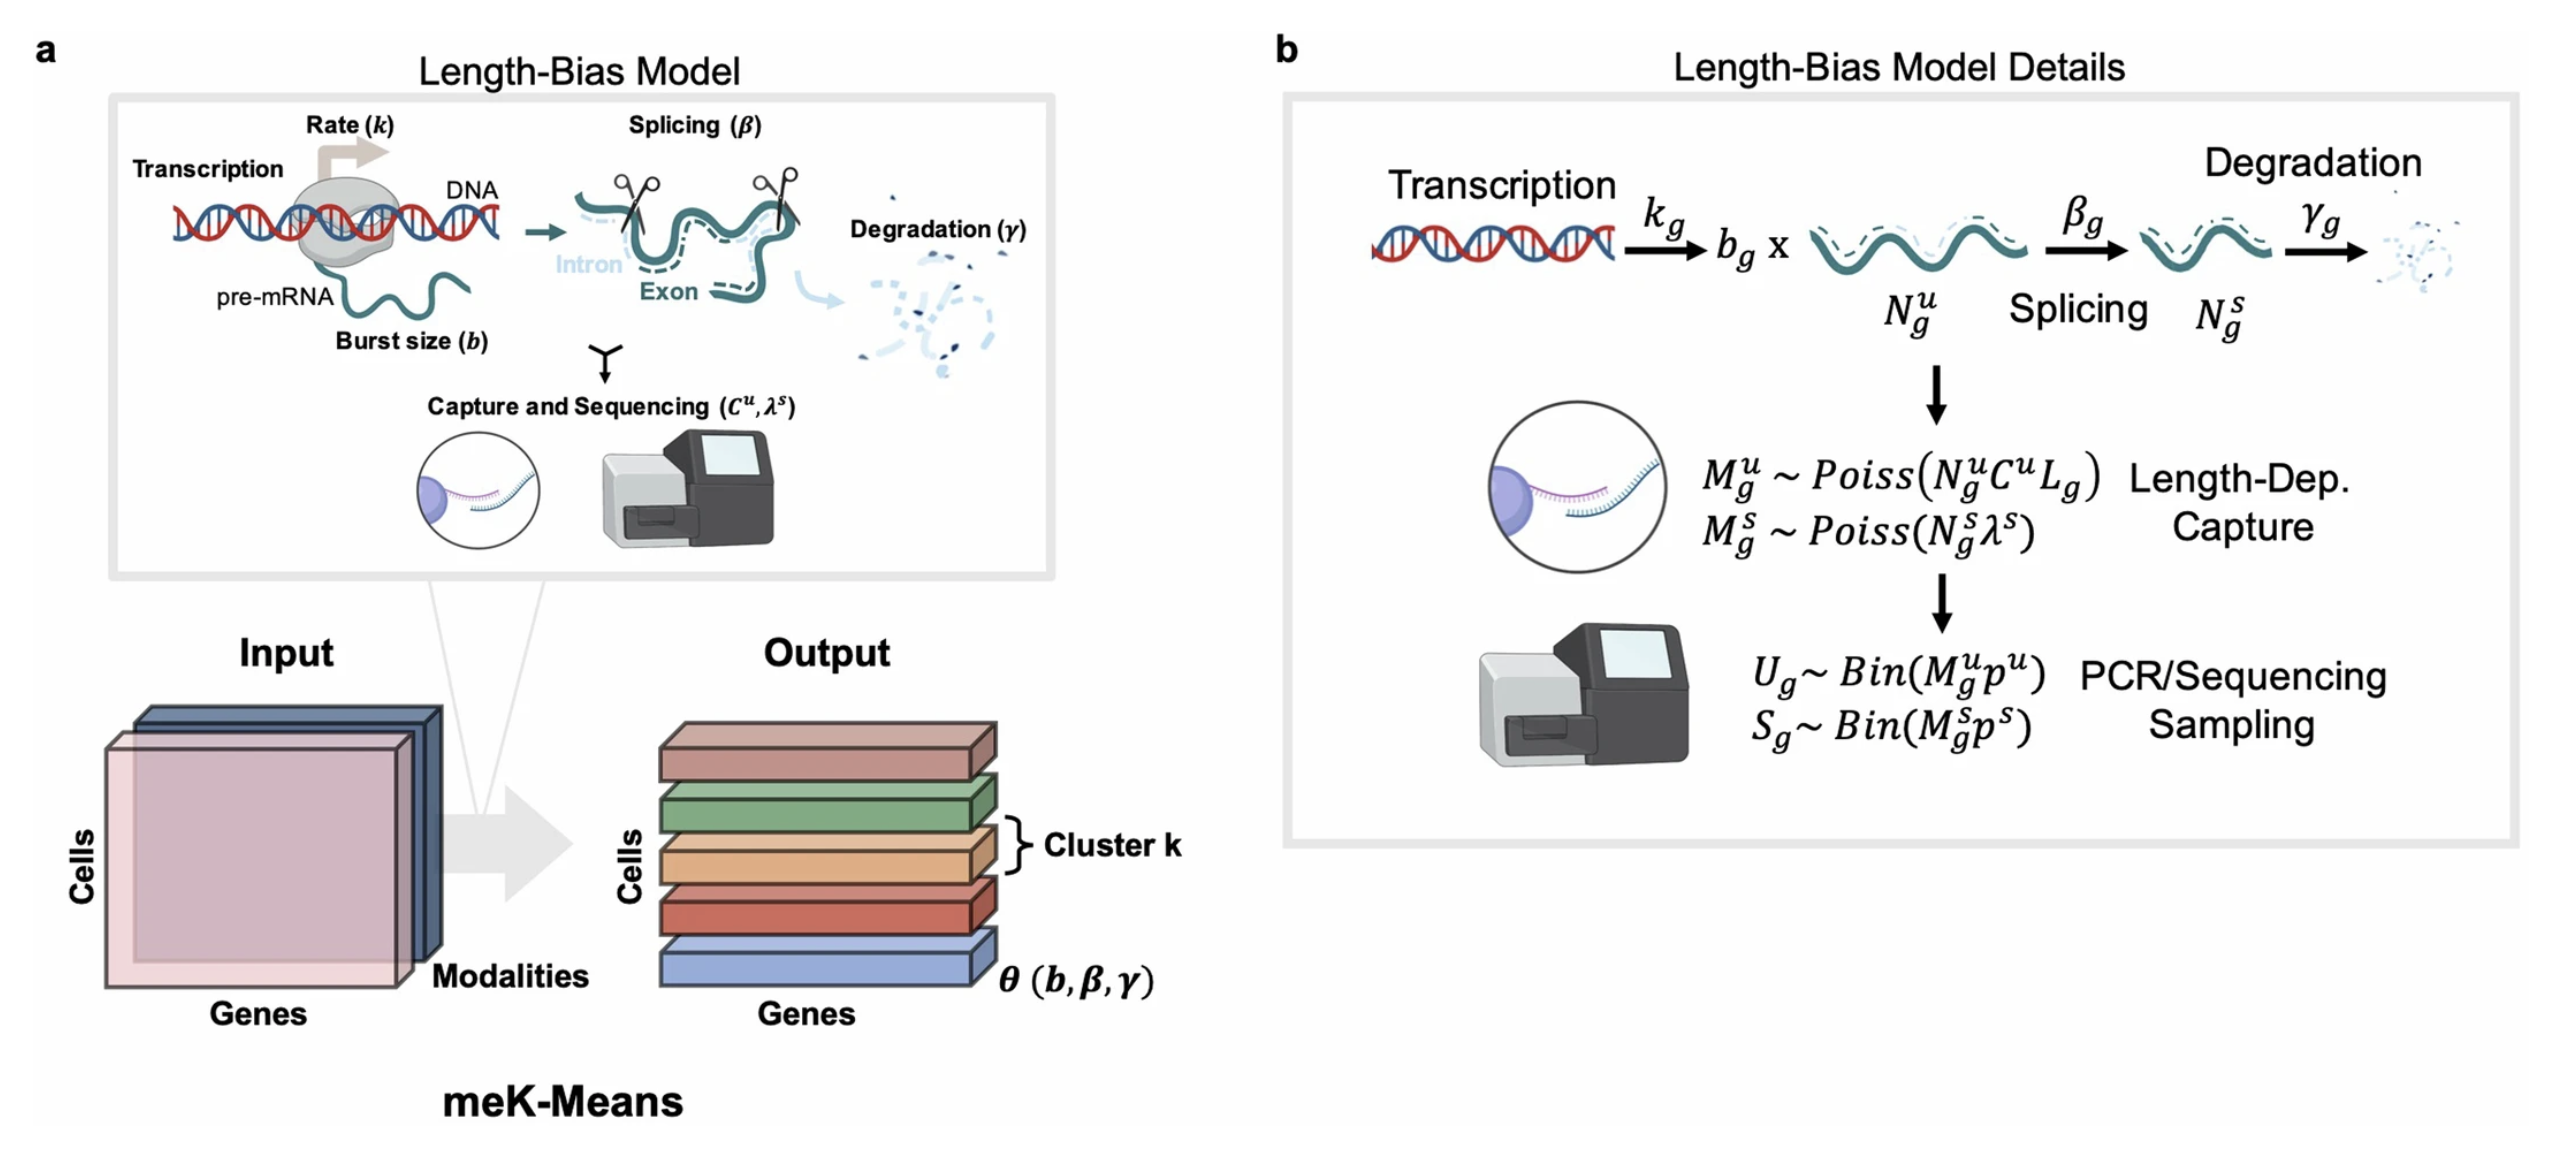 a
Length-Bias Model
Rate (k)
Splicing (β)
Transcription
DNA
Degradation (γ)
Intron
Exon
pre-mRNA
Burst size (b)
Capture and Sequencing (Cᵘ, λˢ)
Input
Output
Cells
Modalities
Genes
Cells
Cluster k
θ (b, β, γ)
Genes
meK-Means
b
Length-Bias Model Details
Degradation
Transcription
k_g
b_g x
β_g
γ_g
N_g^u
Splicing
N_g^s
M_g^u ~ Poiss(N_g^u C^u L_g)
M_g^s ~ Poiss(N_g^s λ^s)
Length-Dep.
Capture
U_g~ Bin(M_g^u p^u)
S_g~ Bin(M_g^s p^s)
PCR/Sequencing
Sampling